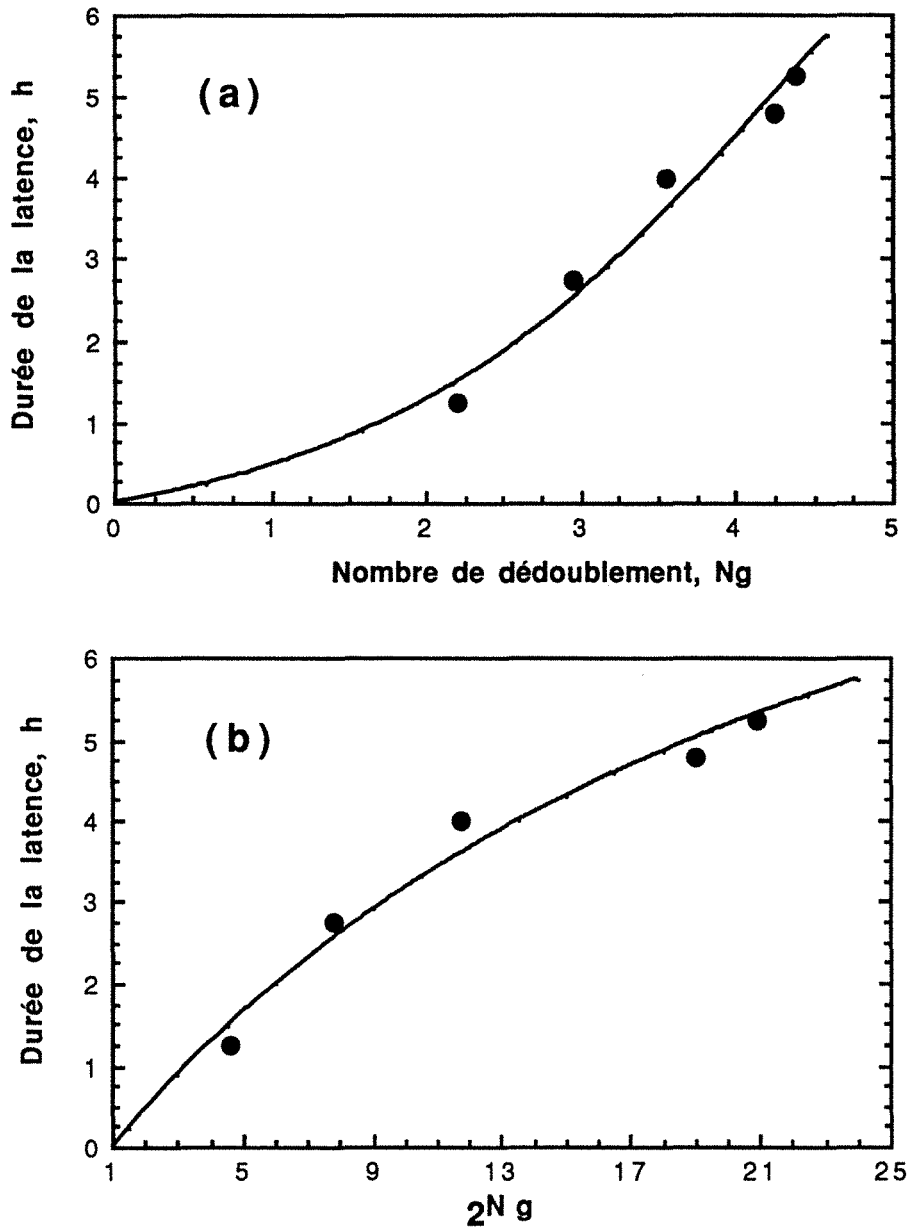 6
5
4
3
2
1
0
Durée de la latence, h
(a)
0 1 2 3 4 5
Nombre de dédoublement, Ng
6
5
4
3
2
1
0
Durée de la latence, h
(b)
1 5 9 13 17 21 25
2N g